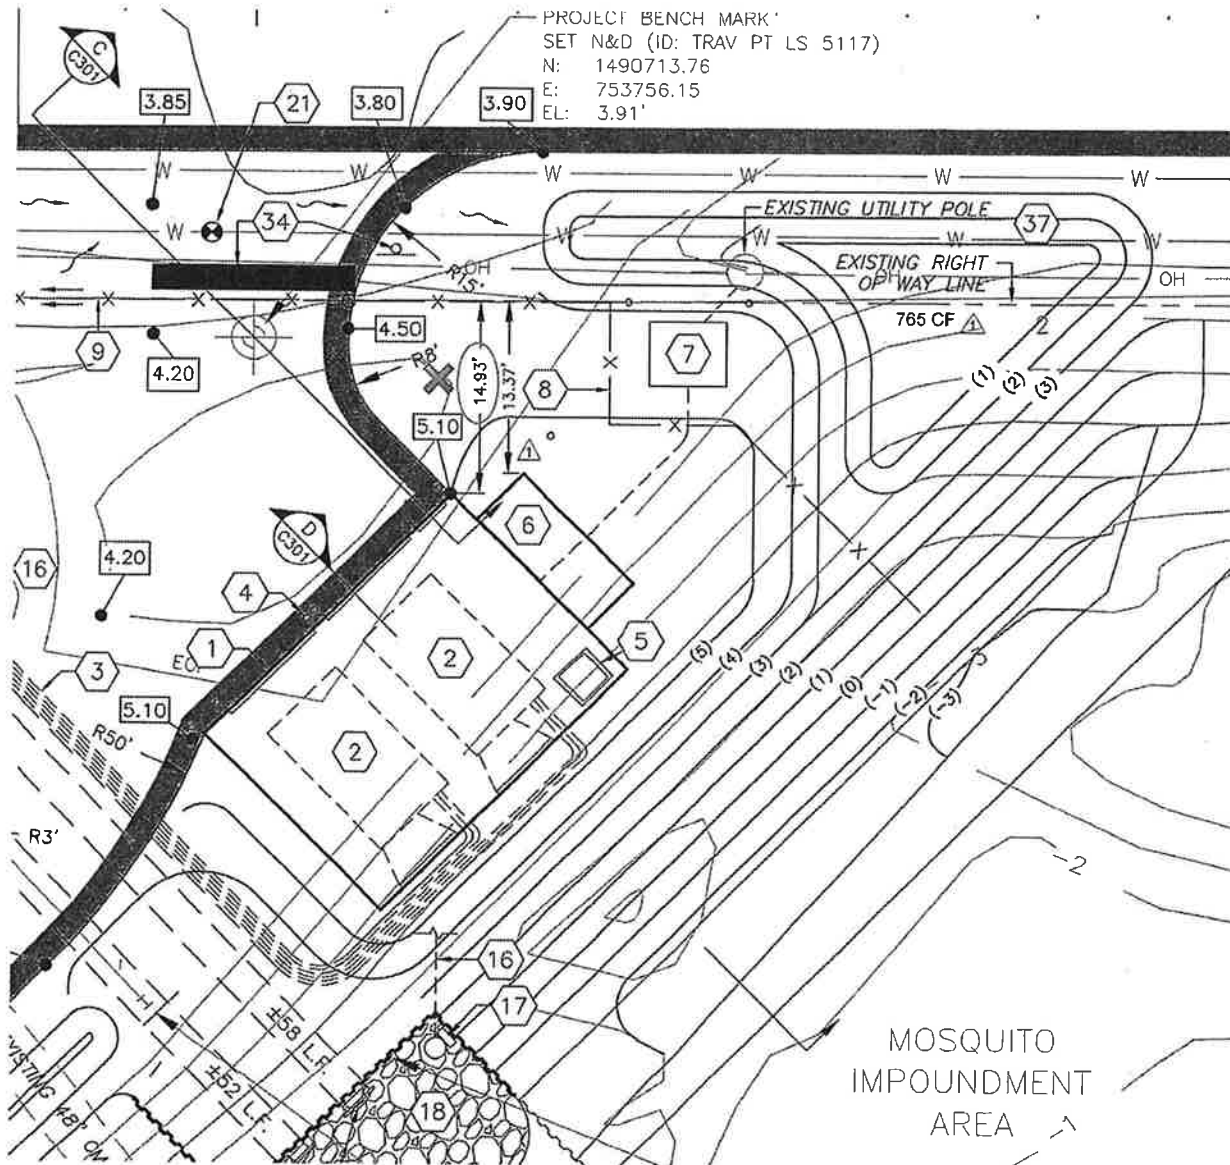 PROJECT BENCH MARK
SET N&D (ID: TRAV PT LS 5117)
N: 1490713.76
E: 753756.15
EL: 3.91'
C
C301
3.85
21
3.80
3.90
W W W W W
34
W
EXISTING UTILITY POLE
37
W W W W
OH
EXISTING RIGHT
OF WAY LINE
OH
OH
R15'
765 CF 1
2
9
4.20
4.50
R8'
14.93'
13.37'
8
7
(1) (2) (3)
5.10
1
6
D
C301
4.20
16
4
1
3
5
2
2
(5) (4) (3) (2) (1) (0) (-1) (-2) (-3)
5.10
R50'
R3'
-2
16
17
±58 L.F.
±52 L.F.
18
MOSQUITO
IMPOUNDMENT
AREA
-1